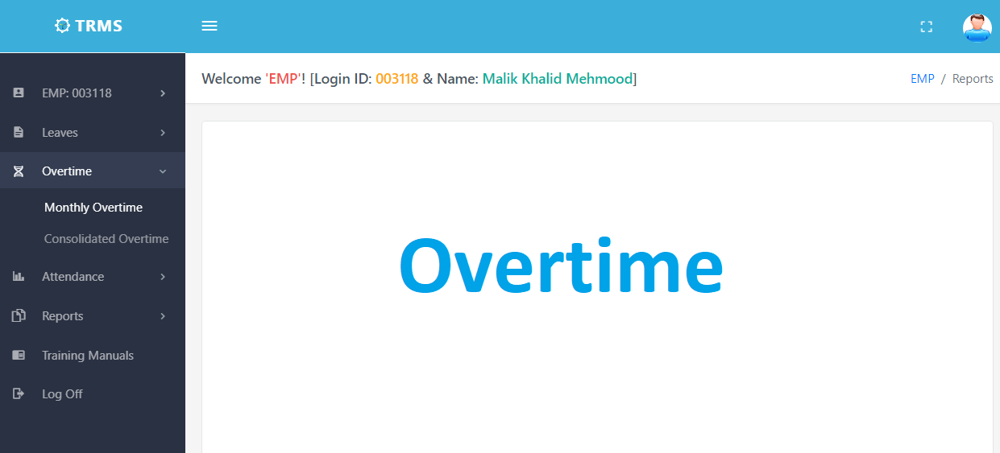 TRMS
Welcome 'EMP'! [Login ID: 003118 & Name: Malik Khalid Mehmood]
EMP / Reports
EMP: 003118
Leaves
Overtime
Monthly Overtime
Consolidated Overtime
Attendance
Reports
Training Manuals
Log Off
Overtime